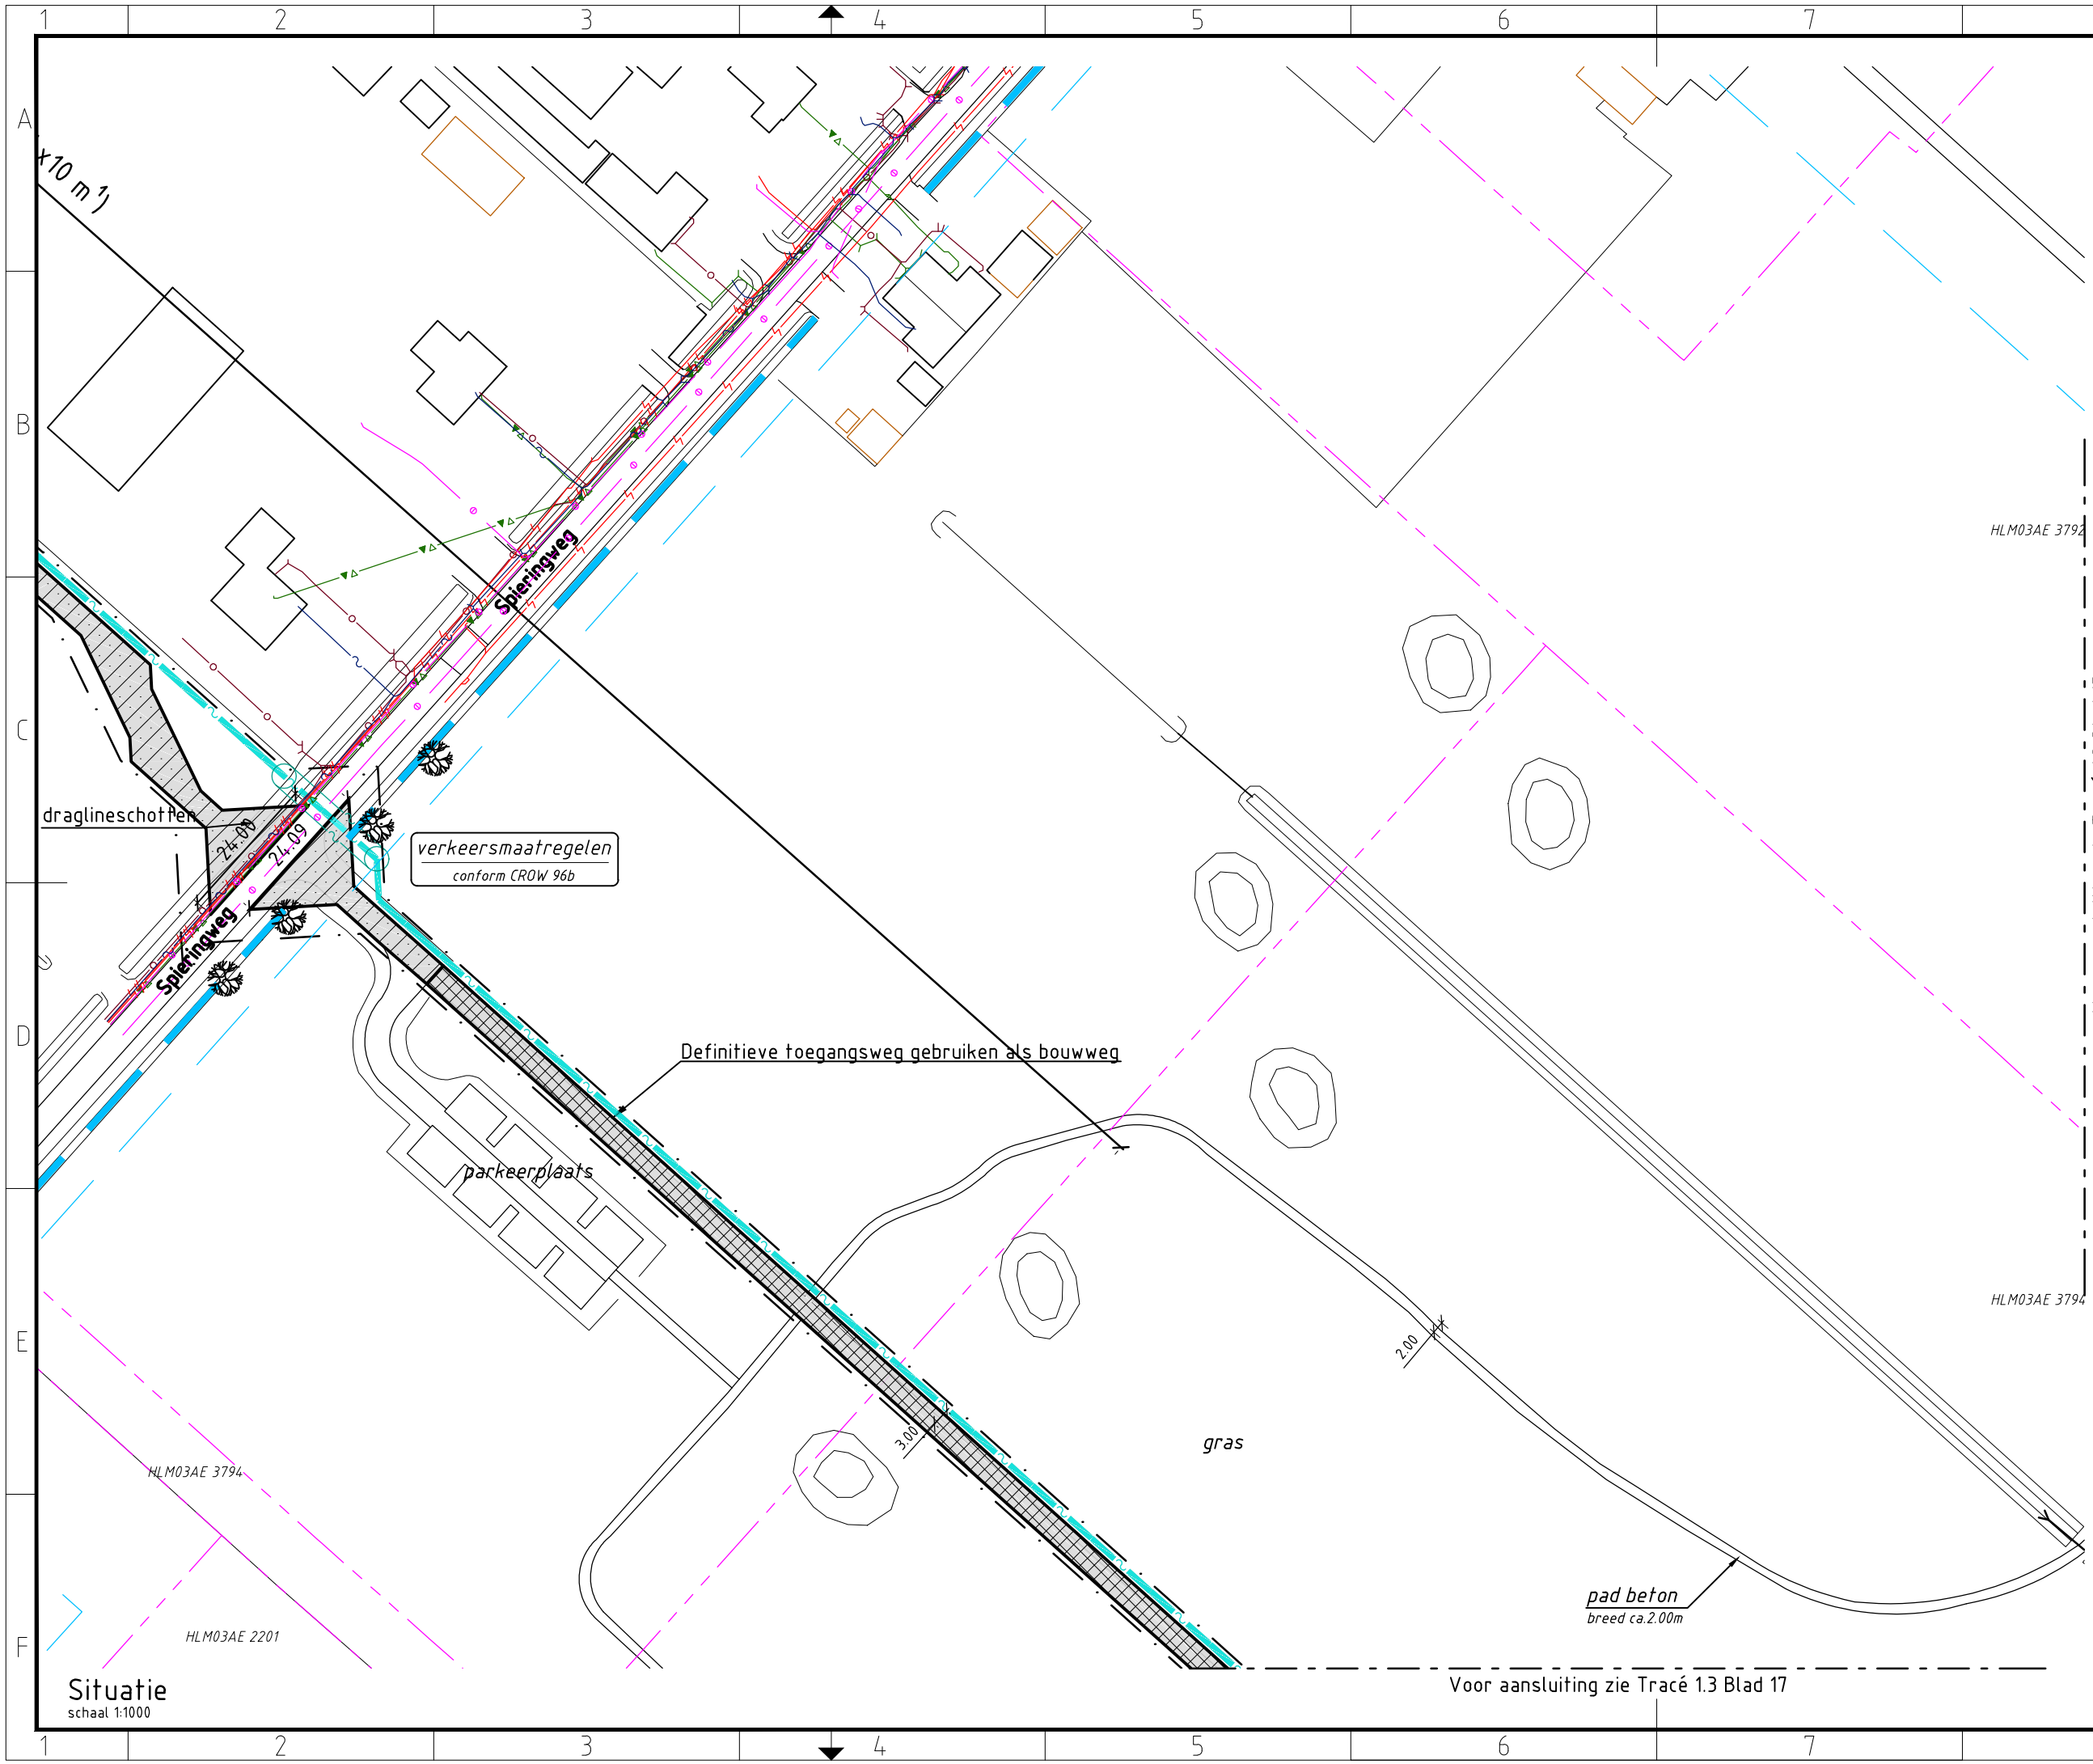 1 2 3 4 5 6 7
A
x10 m¹)
B
HLM03AE 3792
Spieringweg
C
draglineschotten
24.00
24.09
verkeersmaatregelen
conform CROW 96b
Spieringweg
D
Definitieve toegangsweg gebruiken als bouwweg
parkeerplaats
HLM03AE 3794
E
2.00
3.00
gras
HLM03AE 3794
pad beton
breed ca.2.00m
HLM03AE 2201
F
Situatie
schaal 1:1000
Voor aansluiting zie Tracé 1.3 Blad 17
1 2 3 4 5 6 7